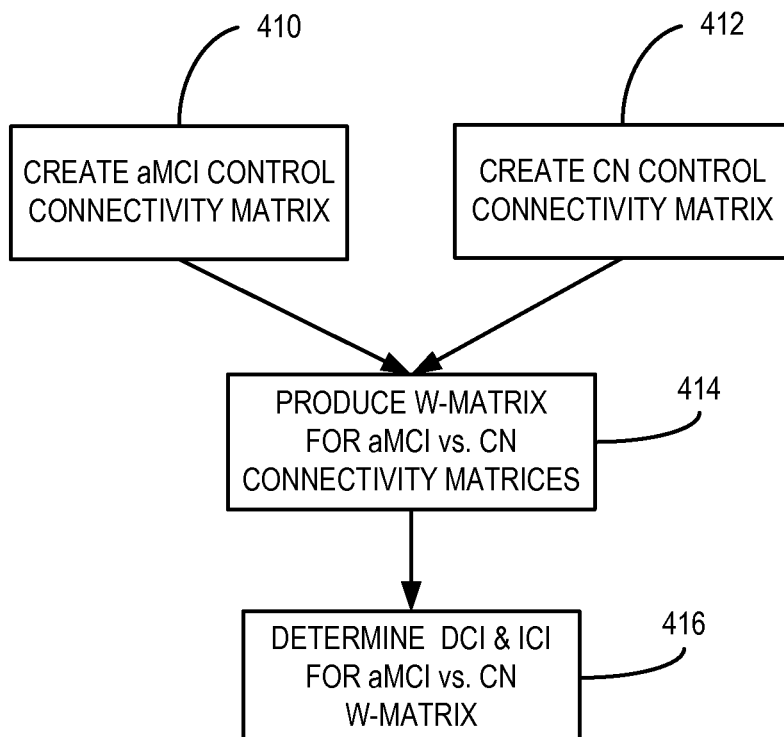 410
412
CREATE aMCI CONTROL
CONNECTIVITY MATRIX
CREATE CN CONTROL
CONNECTIVITY MATRIX
PRODUCE W-MATRIX
FOR aMCI vs. CN
CONNECTIVITY MATRICES
414
DETERMINE DCI & ICI
FOR aMCI vs. CN
W-MATRIX
416